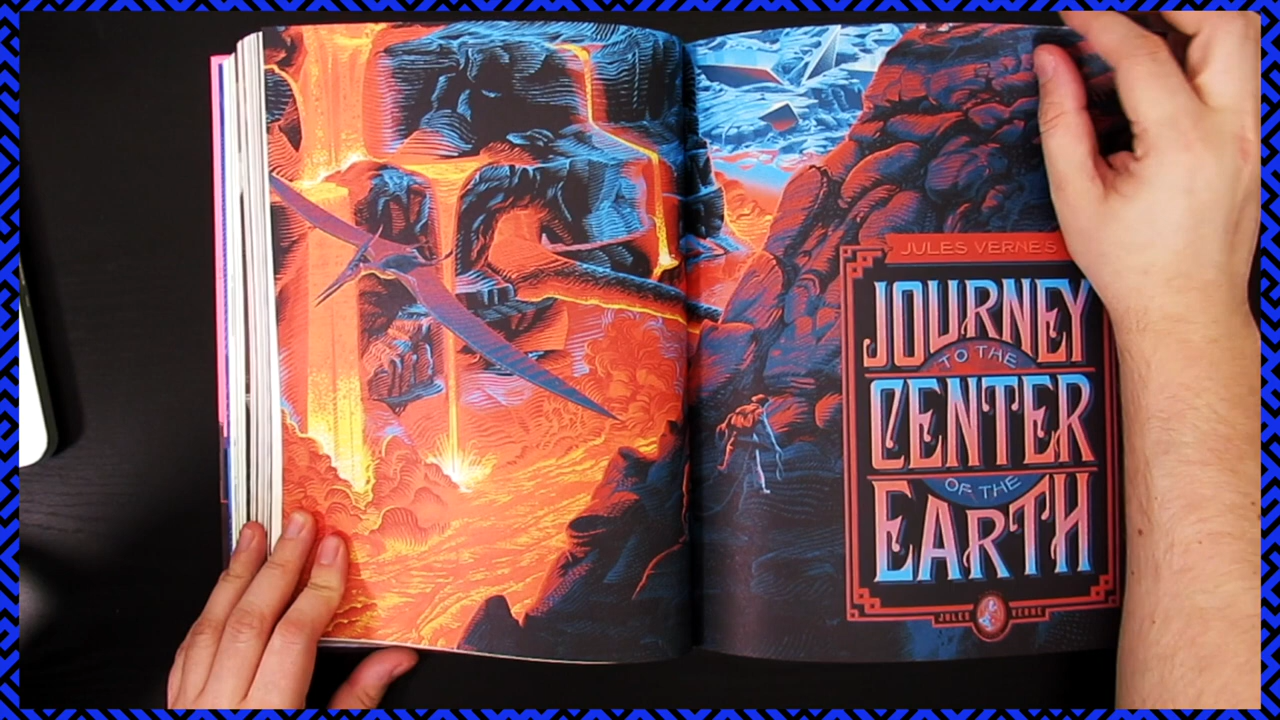 JULES VERNE'S
JOURNEY
TO THE
CENTER
OF THE
EARTH
JULES VERNE